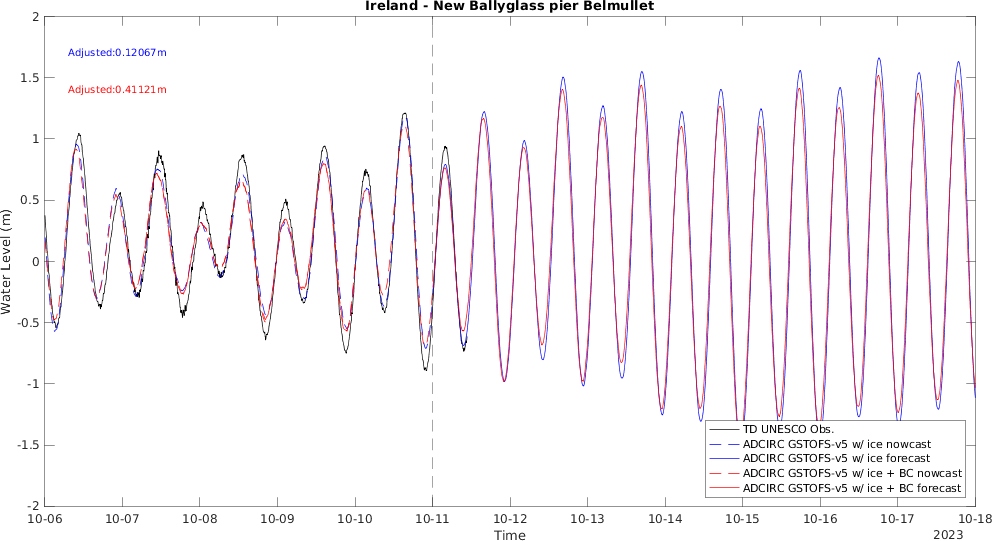 Ireland - New Ballyglass pier Belmullet
Adjusted:0.12067m
Adjusted:0.41121m
Water Level (m)
2
1.5
1
0.5
0
-0.5
-1
-1.5
-2
TD UNESCO Obs.
ADCIRC GSTOFS-v5 w/ ice nowcast
ADCIRC GSTOFS-v5 w/ ice forecast
ADCIRC GSTOFS-v5 w/ ice + BC nowcast
ADCIRC GSTOFS-v5 w/ ice + BC forecast
10-06 10-07 10-08 10-09 10-10 10-11 10-12 10-13 10-14 10-15 10-16 10-17 10-18
Time
2023